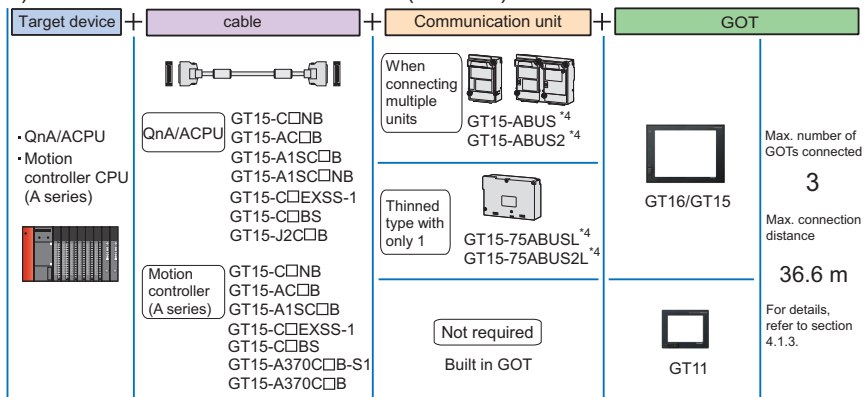 Target device + cable + Communication unit + GOT
· QnA/ACPU
· Motion
controller CPU
(A series)
QnA/ACPU
GT15-C□NB
GT15-AC□B
GT15-A1SC□B
GT15-A1SC□NB
GT15-C□EXSS-1
GT15-C□BS
GT15-J2C□B
Motion
controller
(A series)
GT15-C□NB
GT15-AC□B
GT15-A1SC□B
GT15-C□EXSS-1
GT15-C□BS
GT15-A370C□B-S1
GT15-A370C□B
When
connecting
multiple
units
GT15-ABUS *4
GT15-ABUS2 *4
Thinned
type with
only 1
GT15-75ABUSL*4
GT15-75ABUS2L*4
Not required
Built in GOT
GT16/GT15
GT11
Max. number of
GOTs connected
3
Max. connection
distance
36.6 m
For details,
refer to section
4.1.3.